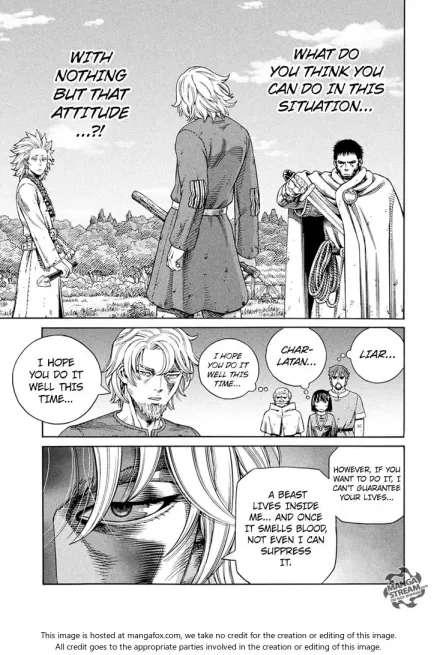 WHAT DO
YOU THINK YOU
CAN DO IN THIS
SITUATION...
WITH
NOTHING
BUT THAT
ATTITUDE
...?!
LIAR...
CHAR-
LATAN...
I HOPE
YOU DO IT
WELL THIS
TIME...
I HOPE
YOU DO IT
WELL THIS
TIME...
HOWEVER, IF YOU
WANT TO DO IT, I
CAN'T GUARANTEE
YOUR LIVES...
A BEAST
LIVES INSIDE
ME... AND ONCE
IT SMELLS BLOOD,
NOT EVEN I CAN
SUPPRESS
IT.
MANGA
STREAM
This image is hosted at mangafox.com, we take no credit for the creation or editing of this image.
All credit goes to the appropriate parties involved in the creation or editing of this image.